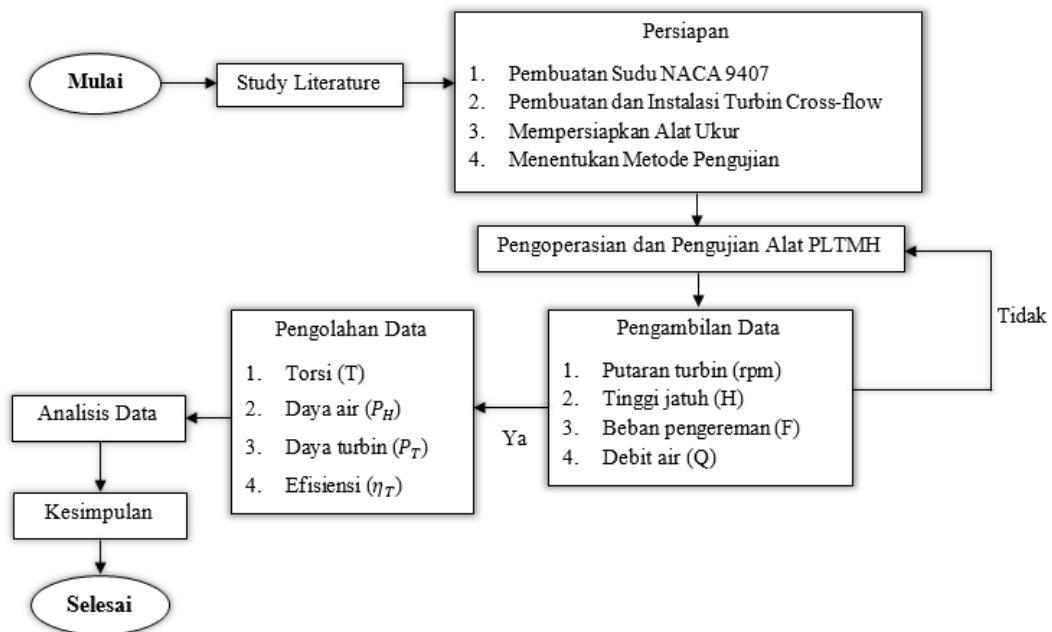 Mulai
Study Literature
Persiapan
1. Pembuatan Sudu NACA 9407
2. Pembuatan dan Instalasi Turbin Cross-flow
3. Mempersiapkan Alat Ukur
4. Menentukan Metode Pengujian
Pengoperasian dan Pengujian Alat PLTMH
Tidak
Pengambilan Data
1. Putaran turbin (rpm)
2. Tinggi jatuh (H)
3. Beban pengereman (F)
4. Debit air (Q)
Ya
Pengolahan Data
1. Torsi (T)
2. Daya air (P_H)
3. Daya turbin (P_T)
4. Efisiensi (η_T)
Analisis Data
Kesimpulan
Selesai